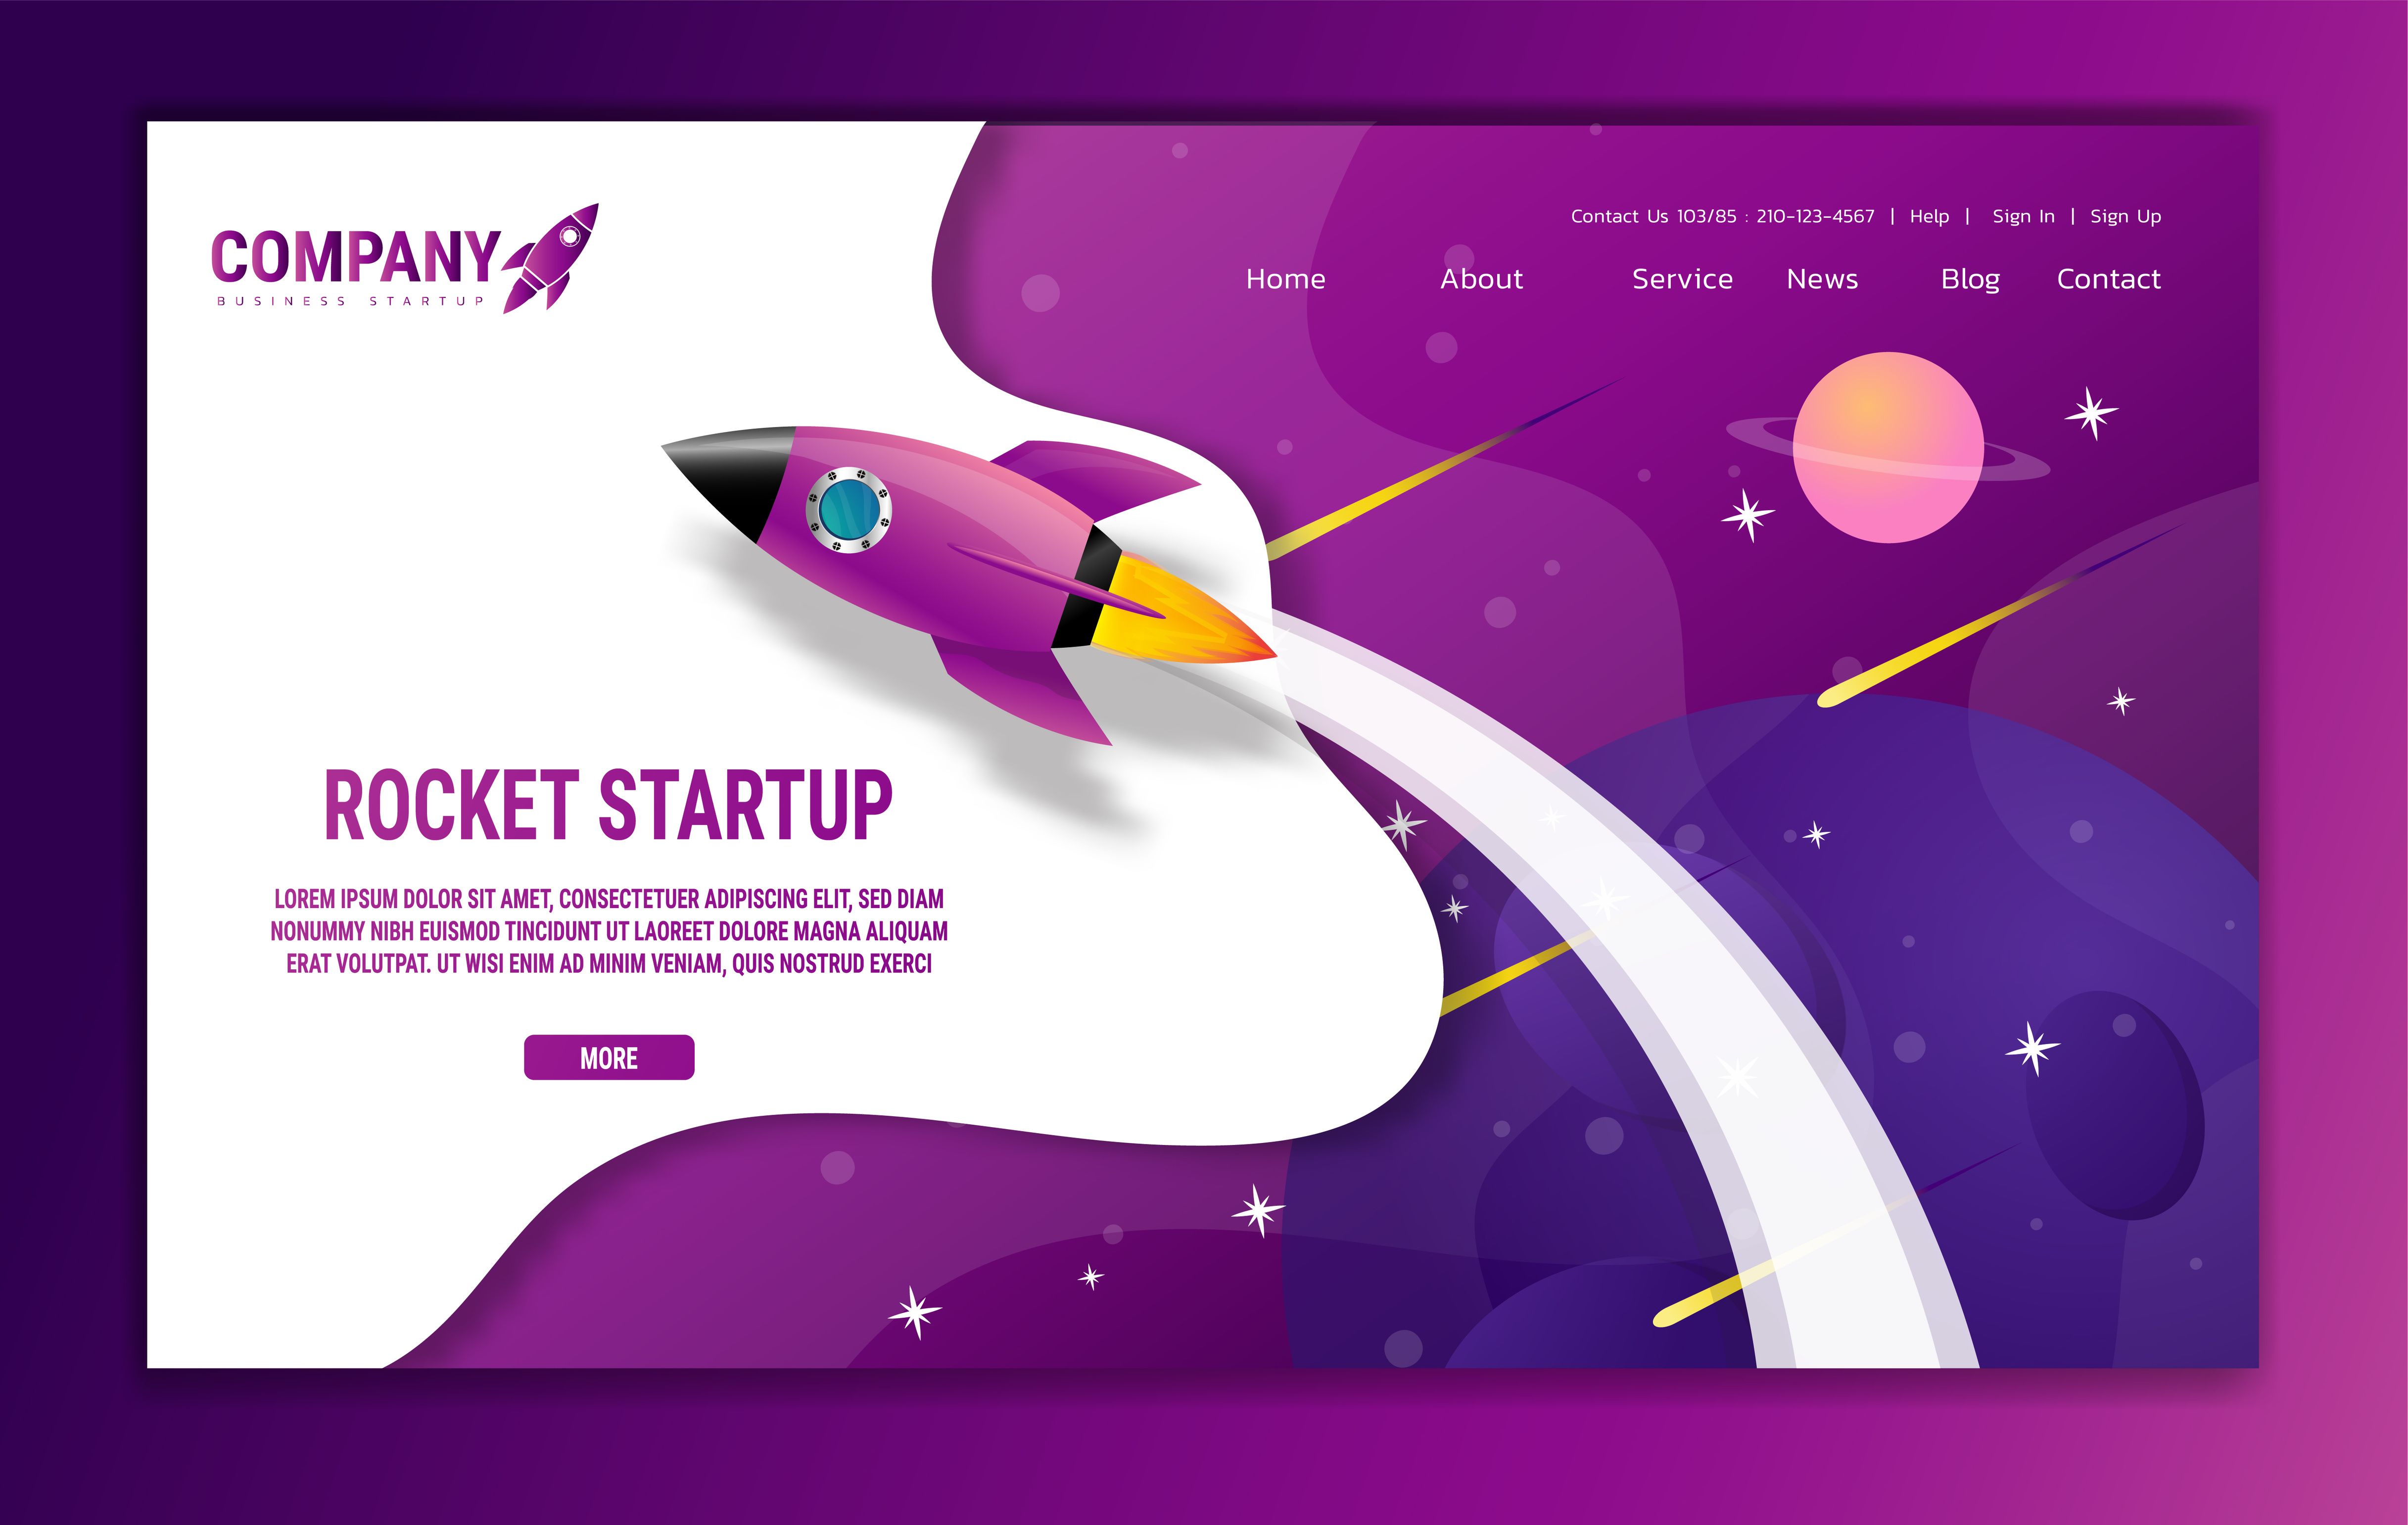 COMPANY
BUSINESS STARTUP
Contact Us 103/85 : 210-123-4567 | Help | Sign In | Sign Up
Home About Service News Blog Contact
ROCKET STARTUP
LOREM IPSUM DOLOR SIT AMET, CONSECTETUER ADIPISCING ELIT, SED DIAM
NONUMMY NIBH EUISMOD TINCIDUNT UT LAOREET DOLORE MAGNA ALIQUAM
ERAT VOLUTPAT. UT WISI ENIM AD MINIM VENIAM, QUIS NOSTRUD EXERCI
MORE